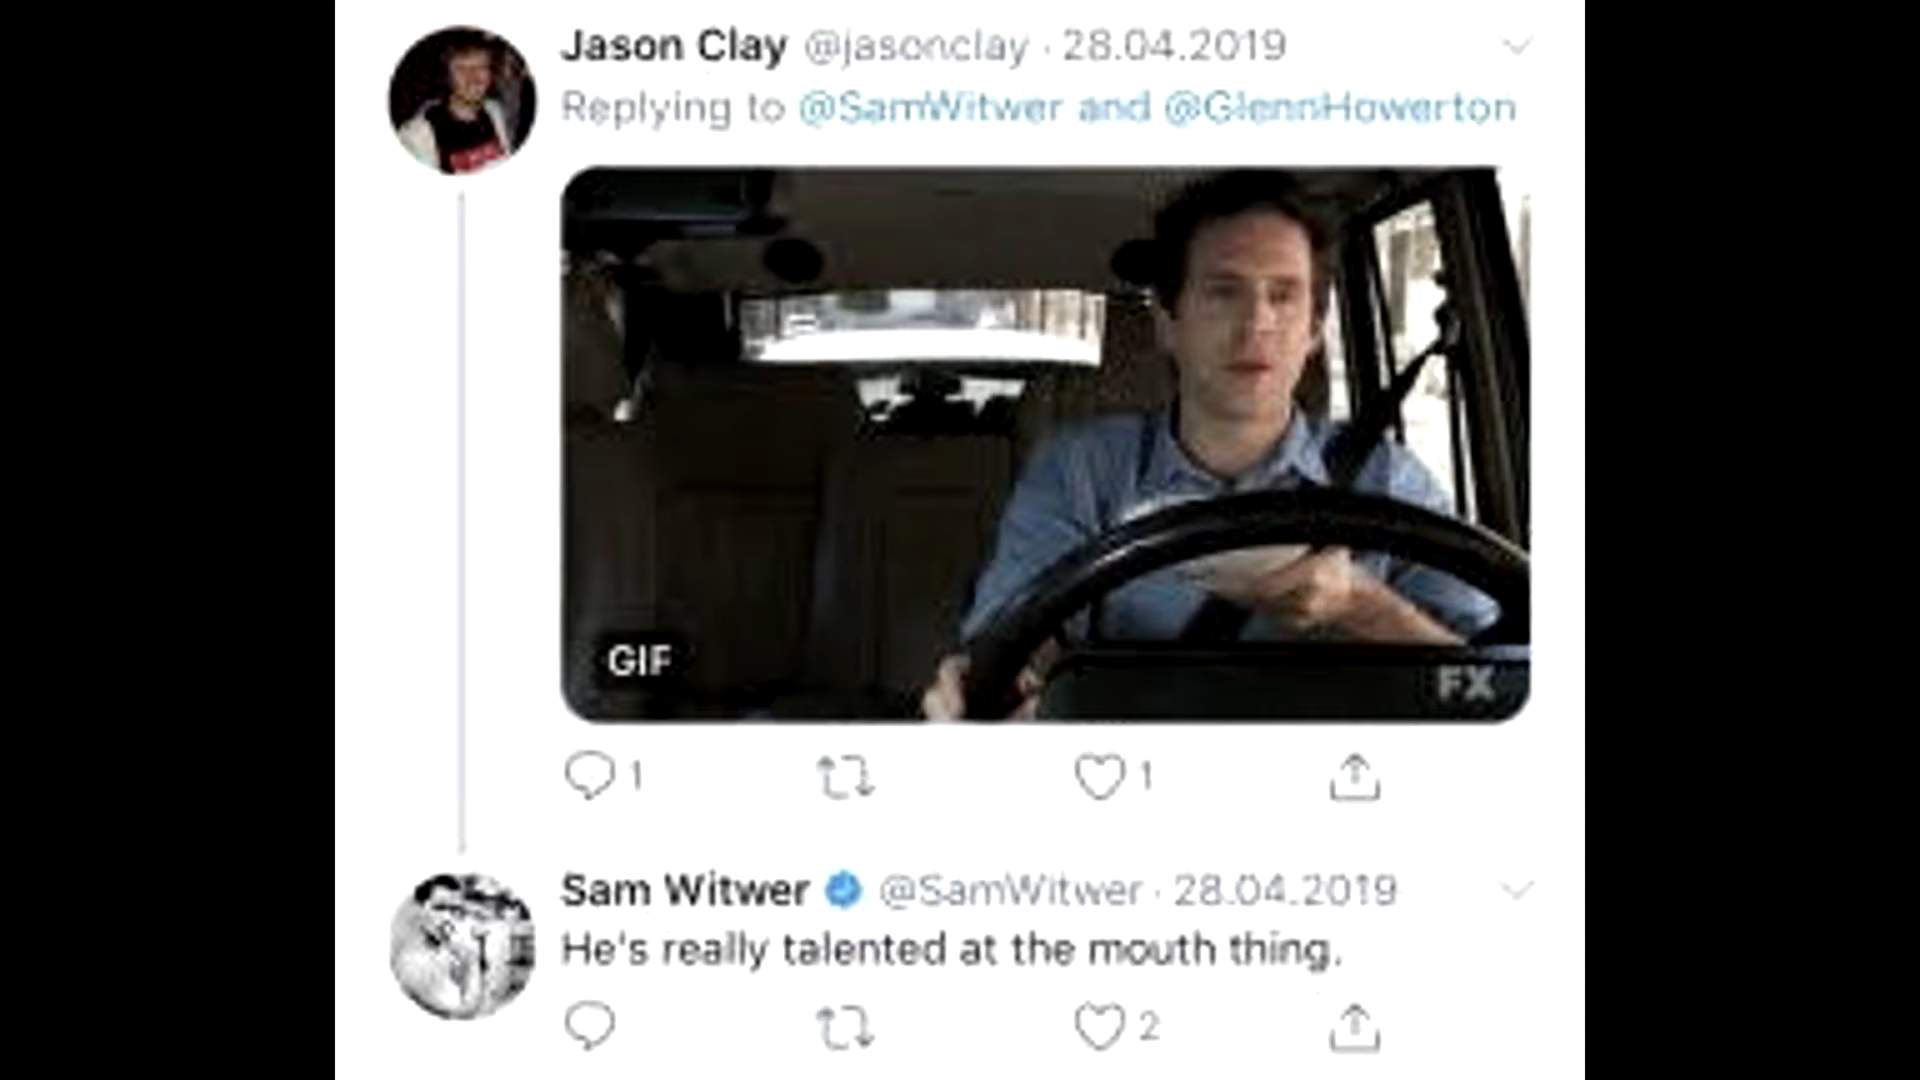 Jason Clay @jasonclay · 28.04.2019
Replying to @SamWitwer and @GlennHowerton
GIF
FX
1
1
Sam Witwer @SamWitwer · 28.04.2019
He's really talented at the mouth thing.
2